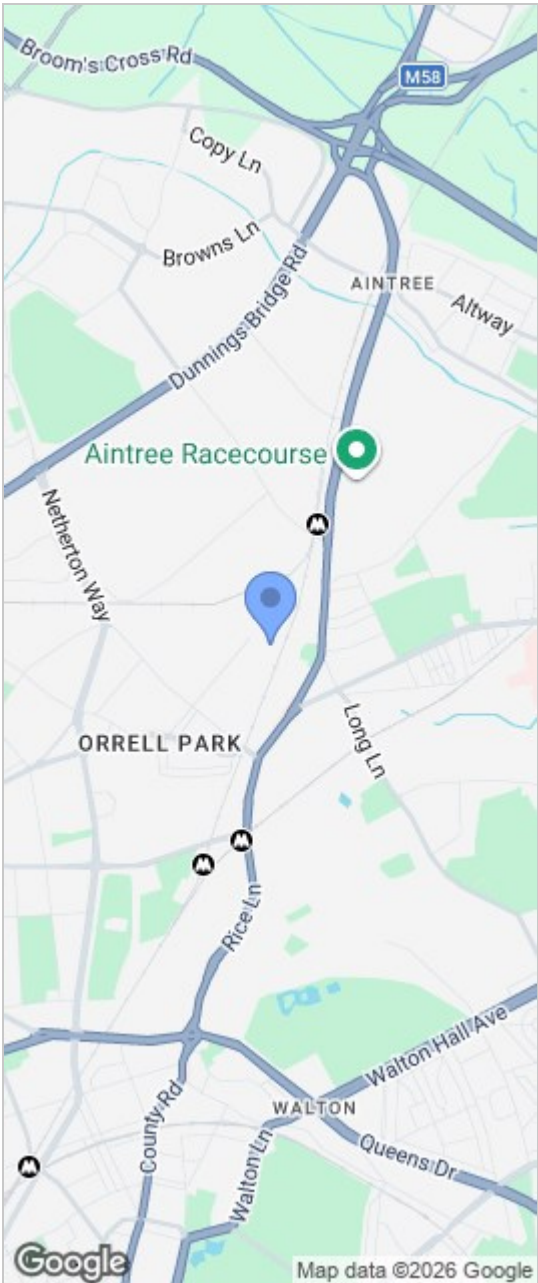 Broom's Cross Rd
M58
Copy Ln
Browns Ln
AINTREE
Altway
Dunnings Bridge Rd
Aintree Racecourse
Netherton Way
ORRELL PARK
Long Ln
Rice Ln
Walton Hall Ave
WALTON
County Rd
Walton Ln
Queens Dr
Google
Map data ©2026 Google